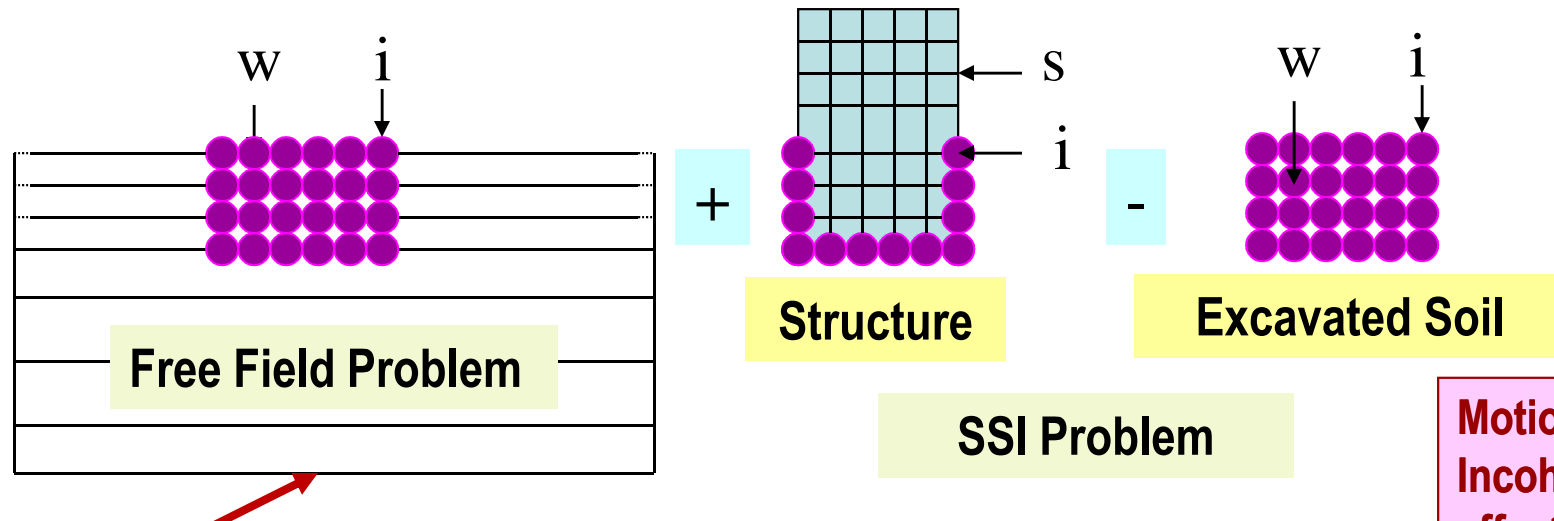 w i
s
w i
i
+
-
Structure
Excavated Soil
Free Field Problem
SSI Problem